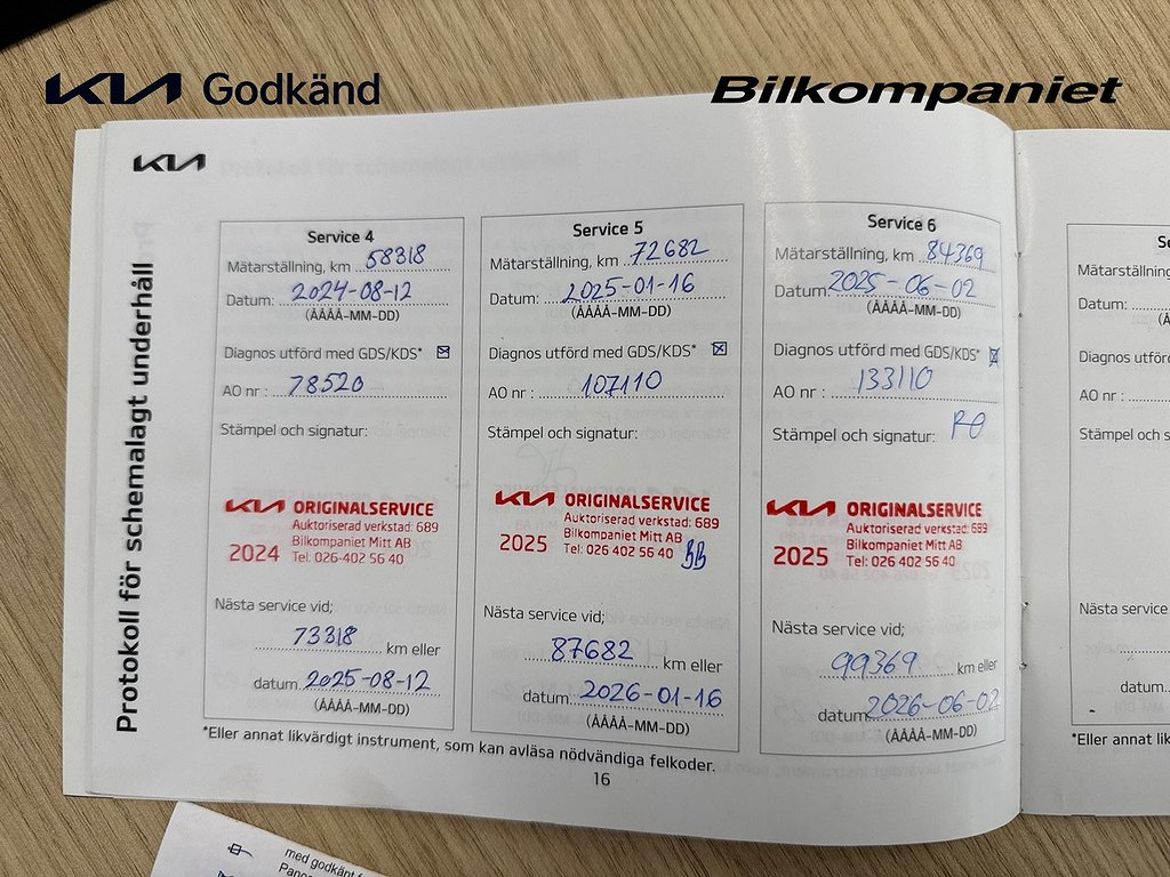 KIA Godkänd
Bilkompaniet
KIA
Protokoll för schemalagt underhåll
Service 4
Mätarställning, km 58318
Datum: 2024-08-12
(ÅÅÅÅ-MM-DD)
Diagnos utförd med GDS/KDS*
AO nr : 78520
Stämpel och signatur:
KIA ORIGINALSERVICE
Auktoriserad verkstad: 689
Bilkompaniet Mitt AB
2024 Tel: 026-402 56 40
Nästa service vid;
73318 km eller
datum 2025-08-12
(ÅÅÅÅ-MM-DD)
Service 5
Mätarställning, km 72682
Datum: 2025-01-16
(ÅÅÅÅ-MM-DD)
Diagnos utförd med GDS/KDS*
AO nr : 107110
Stämpel och signatur:
KIA ORIGINALSERVICE
Auktoriserad verkstad: 689
Bilkompaniet Mitt AB
2025 Tel: 026 402 56 40
BB
Nästa service vid;
87682 km eller
datum 2026-01-16
(ÅÅÅÅ-MM-DD)
Service 6
Mätarställning, km 84369
Datum: 2025-06-02
(ÅÅÅÅ-MM-DD)
Diagnos utförd med GDS/KDS*
AO nr : 133110
Stämpel och signatur:
KIA ORIGINALSERVICE
Auktoriserad verkstad: 689
Bilkompaniet Mitt AB
2025 Tel: 026 402 56 40
Nästa service vid;
99369 km eller
datum 2026-06-02
(ÅÅÅÅ-MM-DD)
*Eller annat likvärdigt instrument, som kan avläsa nödvändiga felkoder.
16
Mätarställning
Datum:
Diagnos utförd
AO nr :
Stämpel och s
Nästa service
datum
*Eller annat lik
med godkänt